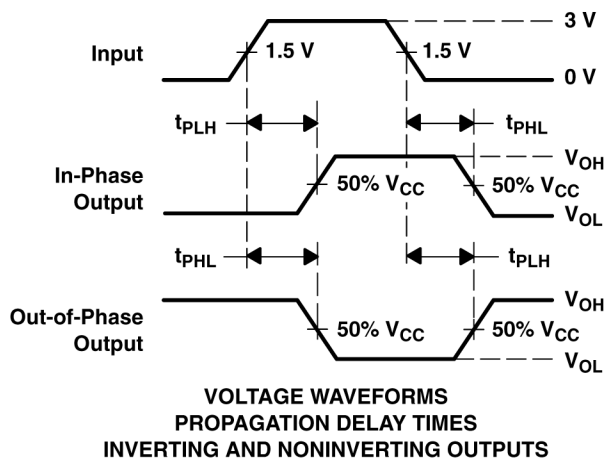 3 V
Input
1.5 V
1.5 V
0 V
tPLH
tPHL
VOH
In-Phase
Output
50% VCC
50% VCC
VOL
tPHL
tPLH
VOH
Out-of-Phase
Output
50% VCC
50% VCC
VOL
VOLTAGE WAVEFORMS
PROPAGATION DELAY TIMES
INVERTING AND NONINVERTING OUTPUTS